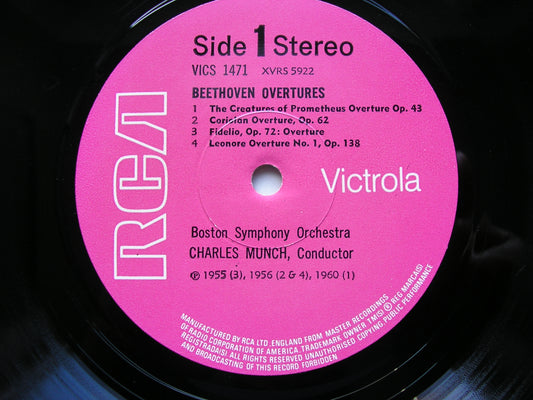 Side 1 Stereo
VICS 1471 XVRS 5922
BEETHOVEN OVERTURES
1 The Creatures of Prometheus Overture Op. 43
2 Corislan Overture, Op. 62
3 Fidelio, Op. 72: Overture
4 Leonore Overture No. 1, Op. 138
RCA
Victrola
Boston Symphony Orchestra
CHARLES MUNCH, Conductor
℗ 1955 (3), 1956 (2 & 4), 1960 (1)
MANUFACTURED BY RCA LTD., ENGLAND FROM MASTER RECORDINGS
OF RADIO CORPORATION OF AMERICA. TRADEMARK OWNER TM(S) ® REG MARCA(S)
REGISTRADA(S) ALL RIGHTS RESERVED UNAUTHORISED COPYING PUBLIC PERFORMANCE
AND BROADCASTING OF THIS RECORD FORBIDDEN